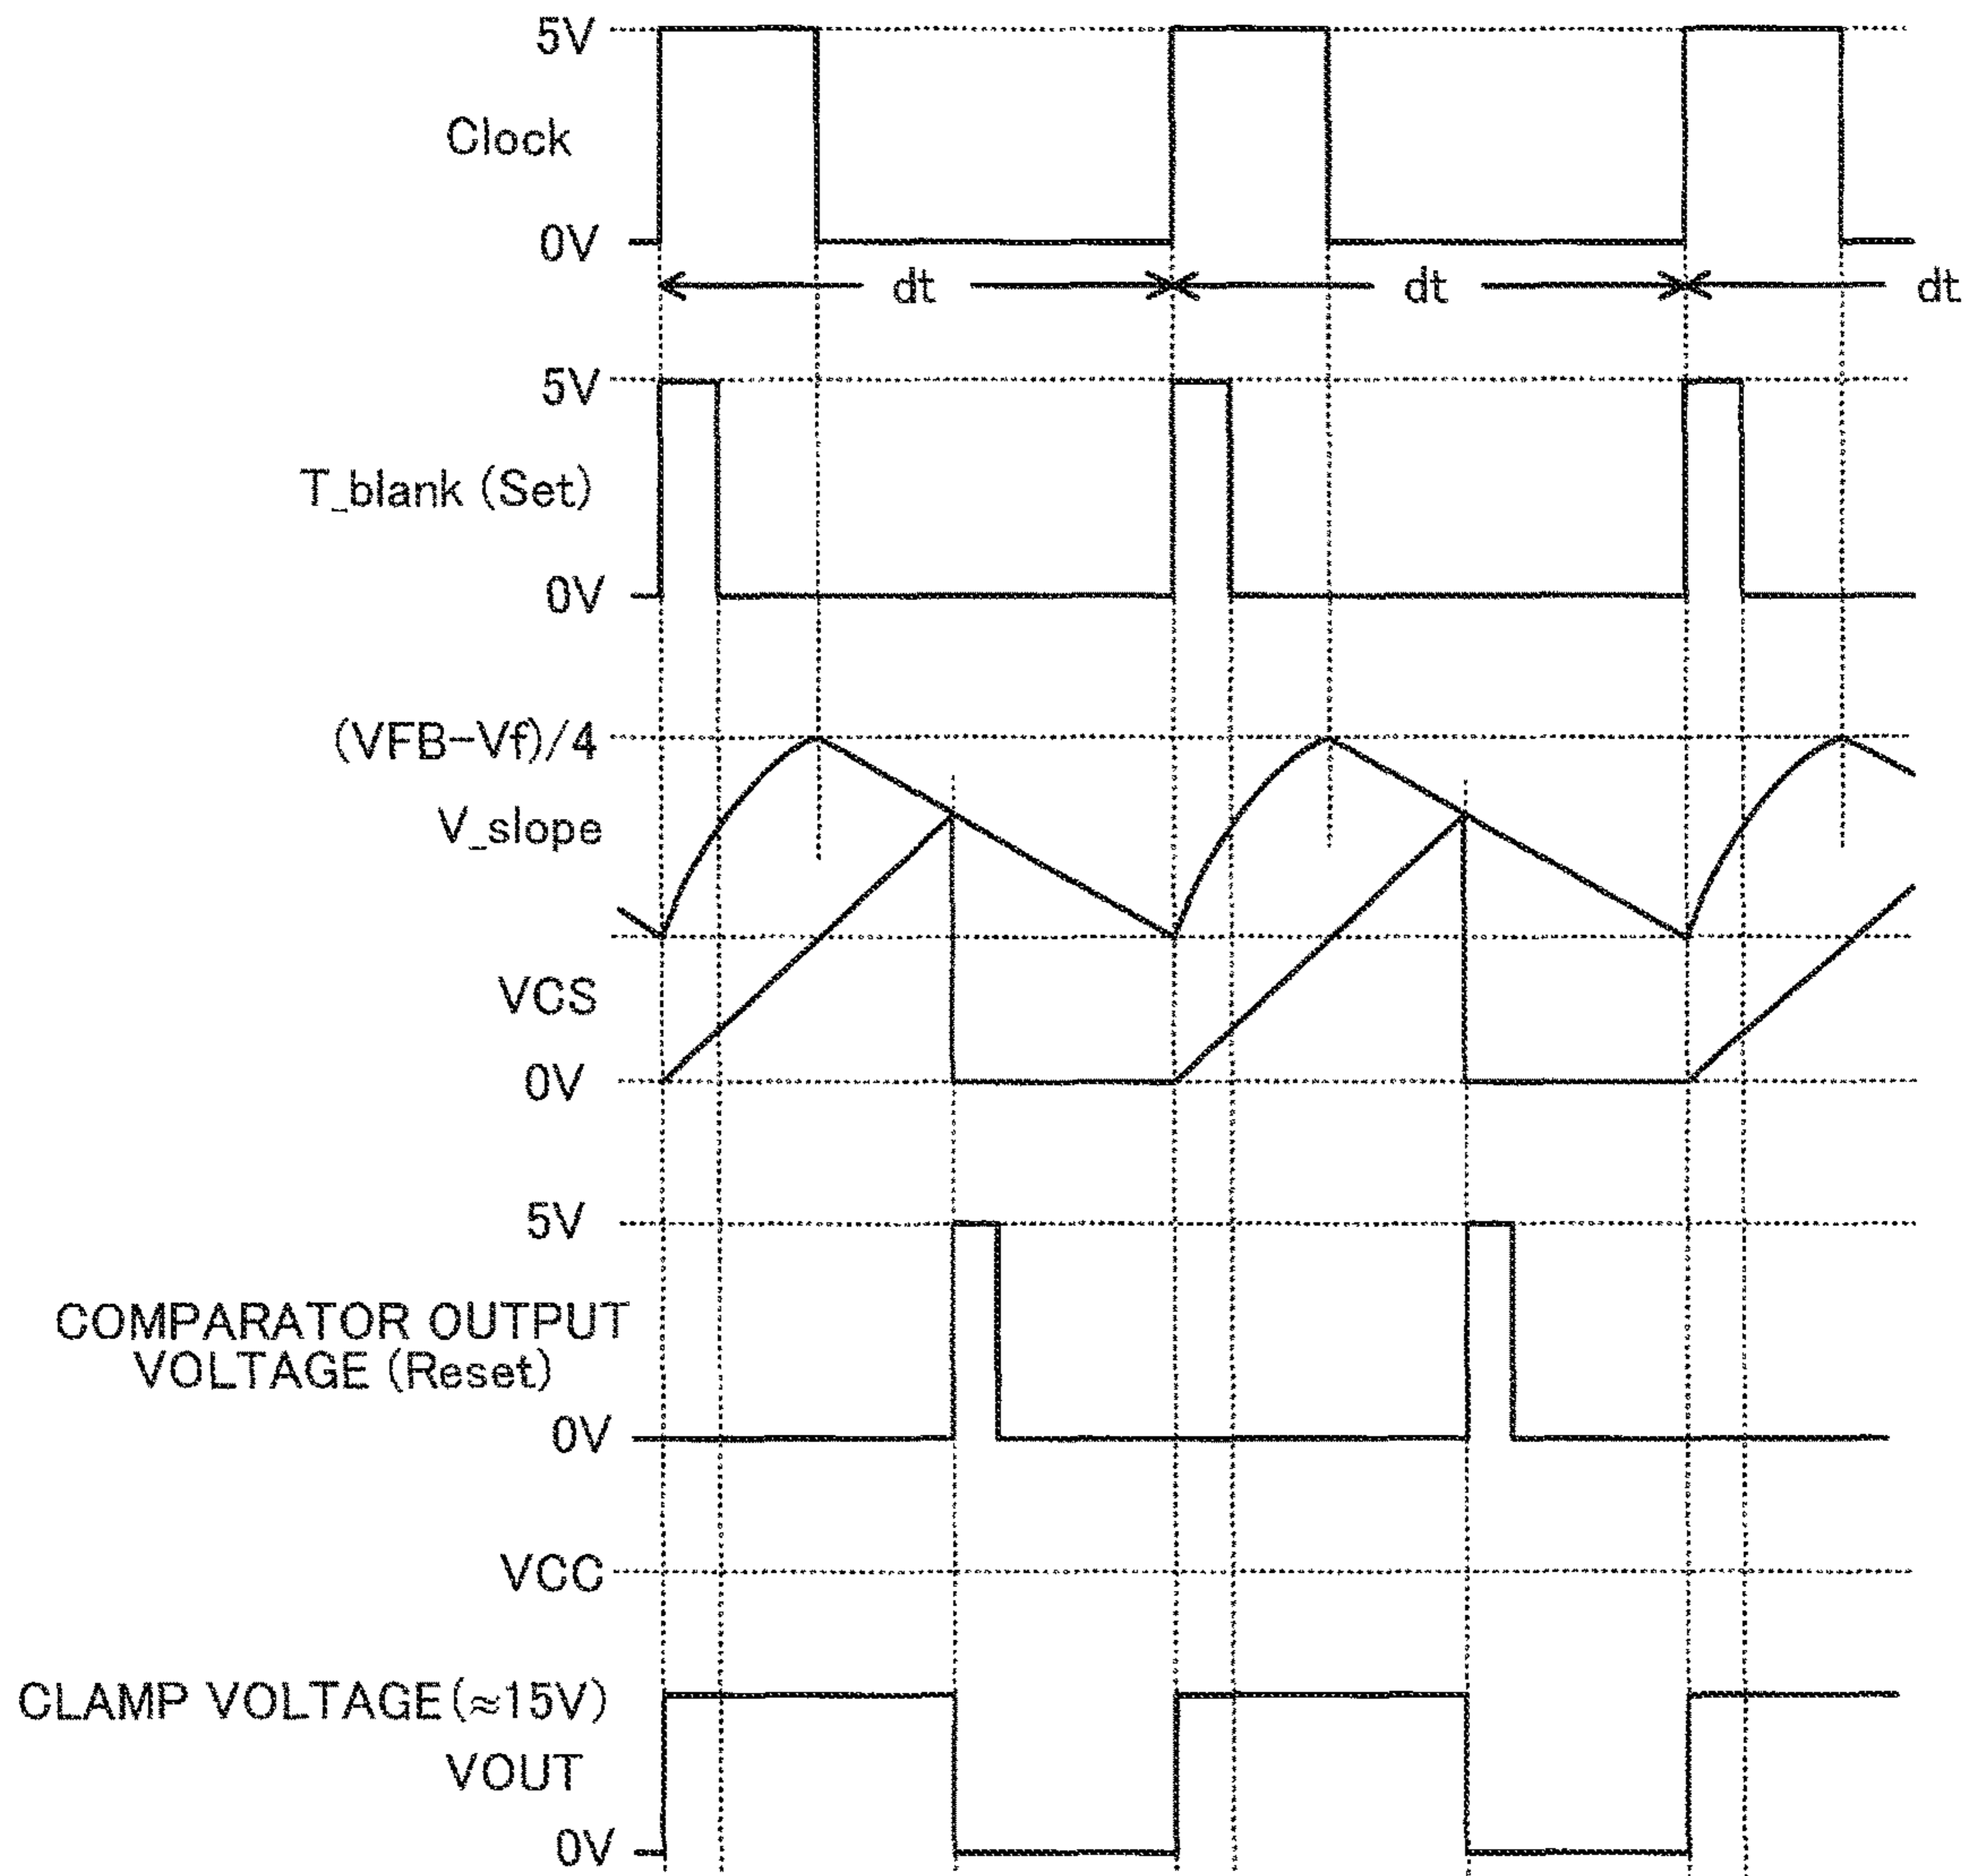 5V
Clock
0V
dt dt dt
5V
T_blank (Set)
0V
(VFB-Vf)/4
V_slope
VCS
0V
5V
COMPARATOR OUTPUT
VOLTAGE (Reset)
0V
VCC
CLAMP VOLTAGE(≈15V)
VOUT
0V